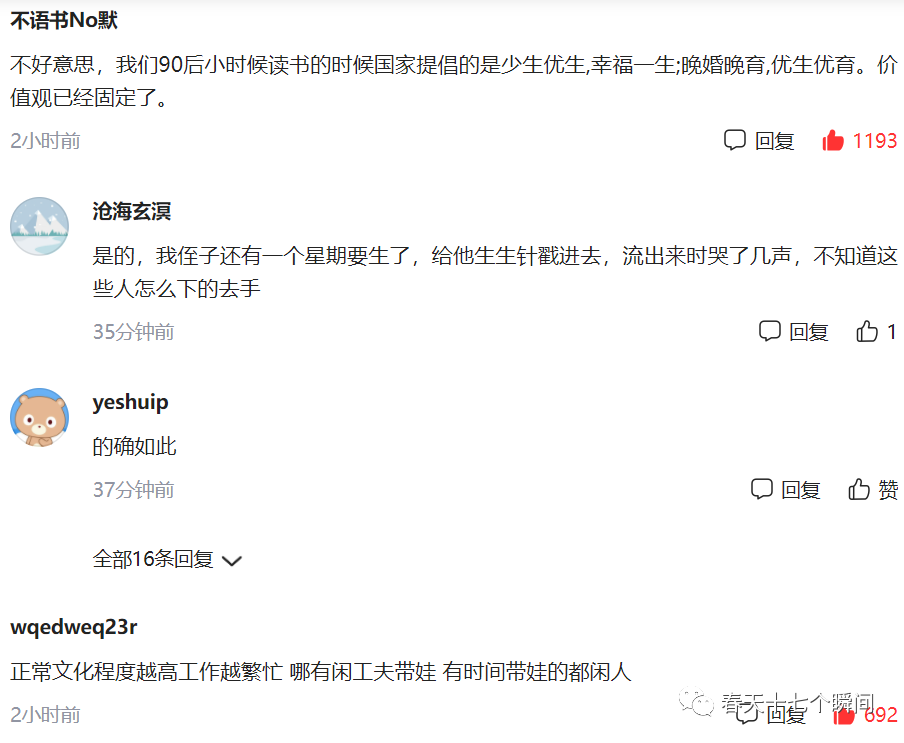 不语书No默
不好意思，我们90后小时候读书的时候国家提倡的是少生优生,幸福一生;晚婚晚育,优生优育。价
值观已经固定了。
2小时前 回复 1193
沧海玄溟
是的，我侄子还有一个星期要生了，给他生生针戳进去，流出来时哭了几声，不知道这
些人怎么下的去手
35分钟前 回复 1
yeshuip
的确如此
37分钟前 回复 赞
全部16条回复
wqedweq23r
正常文化程度越高工作越繁忙 哪有闲工夫带娃 有时间带娃的都闲人
春天十七个瞬间
2小时前 回复 692